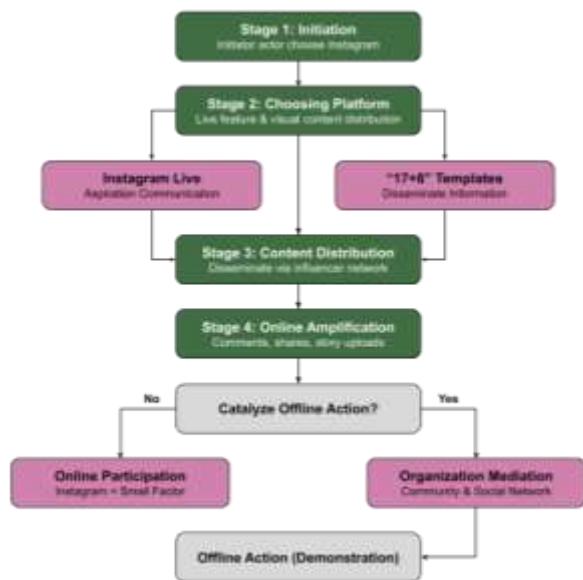 Stage 1: Initiation
Initiator actor choose Instagram
Stage 2: Choosing Platform
Live feature & visual content distribution
Instagram Live
Aspiration Communication
"17+8" Templates
Disseminate Information
Stage 3: Content Distribution
Disseminate via influencer network
Stage 4: Online Amplification
Comments, shares, story uploads
Catalyze Offline Action?
No
Yes
Online Participation
Instagram = Small Factor
Organization Mediation
Community & Social Network
Offline Action (Demonstration)